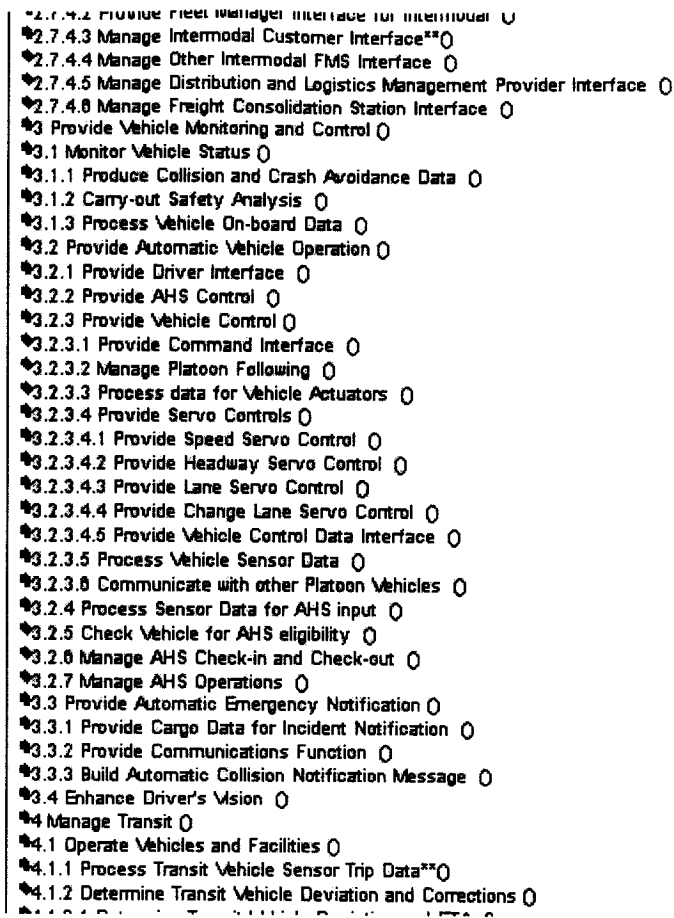 2.7.4.2 Provide Fleet Manager Interface for Intermodal ()
2.7.4.3 Manage Intermodal Customer Interface**()
2.7.4.4 Manage Other Intermodal FMS Interface ()
2.7.4.5 Manage Distribution and Logistics Management Provider Interface ()
2.7.4.6 Manage Freight Consolidation Station Interface ()
3 Provide Vehicle Monitoring and Control ()
3.1 Monitor Vehicle Status ()
3.1.1 Produce Collision and Crash Avoidance Data ()
3.1.2 Carry-out Safety Analysis ()
3.1.3 Process Vehicle On-board Data ()
3.2 Provide Automatic Vehicle Operation ()
3.2.1 Provide Driver Interface ()
3.2.2 Provide AHS Control ()
3.2.3 Provide Vehicle Control ()
3.2.3.1 Provide Command Interface ()
3.2.3.2 Manage Platoon Following ()
3.2.3.3 Process data for Vehicle Actuators ()
3.2.3.4 Provide Servo Controls ()
3.2.3.4.1 Provide Speed Servo Control ()
3.2.3.4.2 Provide Headway Servo Control ()
3.2.3.4.3 Provide Lane Servo Control ()
3.2.3.4.4 Provide Change Lane Servo Control ()
3.2.3.4.5 Provide Vehicle Control Data Interface ()
3.2.3.5 Process Vehicle Sensor Data ()
3.2.3.6 Communicate with other Platoon Vehicles ()
3.2.4 Process Sensor Data for AHS input ()
3.2.5 Check Vehicle for AHS eligibility ()
3.2.6 Manage AHS Check-in and Check-out ()
3.2.7 Manage AHS Operations ()
3.3 Provide Automatic Emergency Notification ()
3.3.1 Provide Cargo Data for Incident Notification ()
3.3.2 Provide Communications Function ()
3.3.3 Build Automatic Collision Notification Message ()
3.4 Enhance Driver's Vision ()
4 Manage Transit ()
4.1 Operate Vehicles and Facilities ()
4.1.1 Process Transit Vehicle Sensor Trip Data**()
4.1.2 Determine Transit Vehicle Deviation and Corrections ()